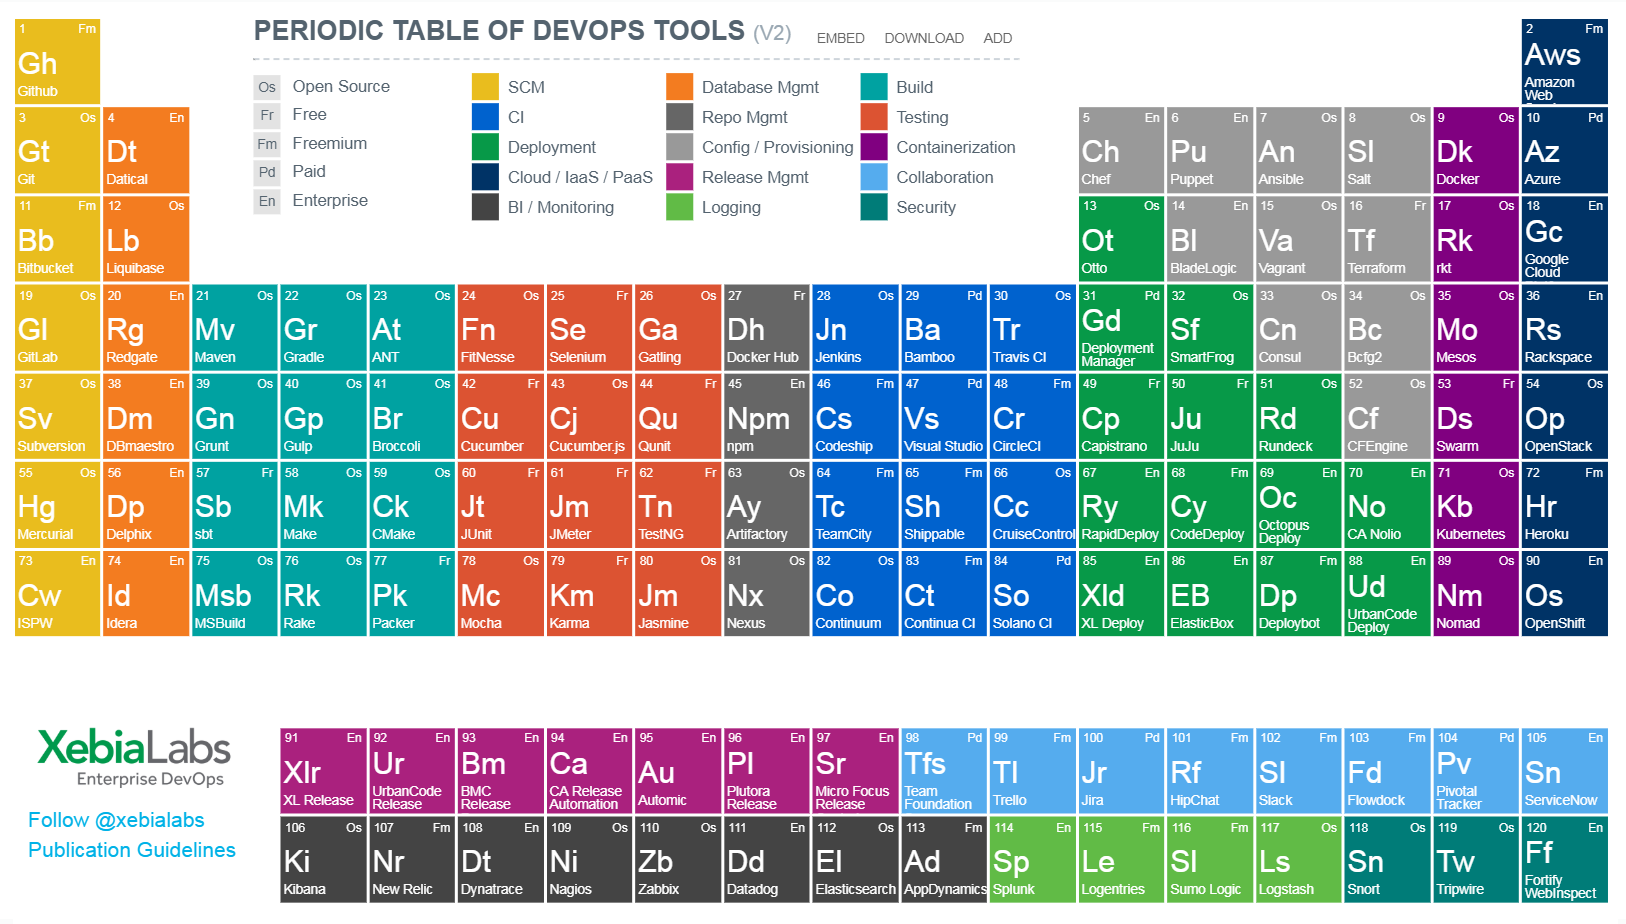 PERIODIC TABLE OF DEVOPS TOOLS (V2) EMBED DOWNLOAD ADD
Os Open Source
Fr Free
Fm Freemium
Pd Paid
En Enterprise
SCM
CI
Deployment
Cloud / IaaS / PaaS
BI / Monitoring
Database Mgmt
Repo Mgmt
Config / Provisioning
Release Mgmt
Logging
Build
Testing
Containerization
Collaboration
Security
1 Fm
Gh
Github
2 Fm
Aws
Amazon
Web
3 Os
Gt
Git
4 En
Dt
Datical
5 En
Ch
Chef
6 En
Pu
Puppet
7 Os
An
Ansible
8 Os
Sl
Salt
9 Os
Dk
Docker
10 Pd
Az
Azure
11 Fm
Bb
Bitbucket
12 Os
Lb
Liquibase
13 Os
Ot
Otto
14 En
Bl
BladeLogic
15 Os
Va
Vagrant
16 Fr
Tf
Terraform
17 Os
Rk
rkt
18 En
Gc
Google
Cloud
19 Os
Gl
GitLab
20 En
Rg
Redgate
21 Os
Mv
Maven
22 Os
Gr
Gradle
23 Os
At
ANT
24 Os
Fn
FitNesse
25 Fr
Se
Selenium
26 Os
Ga
Gatling
27 Fr
Dh
Docker Hub
28 Os
Jn
Jenkins
29 Pd
Ba
Bamboo
30 Os
Tr
Travis CI
31 Pd
Gd
Deployment
Manager
32 Os
Sf
SmartFrog
33 Os
Cn
Consul
34 Os
Bc
Bcfg2
35 Os
Mo
Mesos
36 En
Rs
Rackspace
37 Os
Sv
Subversion
38 En
Dm
DBmaestro
39 Os
Gn
Grunt
40 Os
Gp
Gulp
41 Os
Br
Broccoli
42 Fr
Cu
Cucumber
43 Os
Cj
Cucumber.js
44 Fr
Qu
Qunit
45 En
Npm
npm
46 Fm
Cs
Codeship
47 Pd
Vs
Visual Studio
48 Fm
Cr
CircleCI
49 Fr
Cp
Capistrano
50 Fr
Ju
JuJu
51 Os
Rd
Rundeck
52 Os
Cf
CFEngine
53 Fr
Ds
Swarm
54 Os
Op
OpenStack
55 Os
Hg
Mercurial
56 En
Dp
Delphix
57 Fr
Sb
sbt
58 Os
Mk
Make
59 Os
Ck
CMake
60 Fr
Jt
JUnit
61 Fr
Jm
JMeter
62 Fr
Tn
TestNG
63 Os
Ay
Artifactory
64 Fm
Tc
TeamCity
65 Fm
Sh
Shippable
66 Os
Cc
CruiseControl
67 En
Ry
RapidDeploy
68 Fm
Cy
CodeDeploy
69 En
Oc
Octopus
Deploy
70 En
No
CA Nolio
71 Os
Kb
Kubernetes
72 Fm
Hr
Heroku
73 En
Cw
ISPW
74 En
Id
Idera
75 Os
Msb
MSBuild
76 Os
Rk
Rake
77 Fr
Pk
Packer
78 Os
Mc
Mocha
79 Fr
Km
Karma
80 Os
Jm
Jasmine
81 Os
Nx
Nexus
82 Os
Co
Continuum
83 Fm
Ct
Continua CI
84 Pd
So
Solano CI
85 En
Xld
XL Deploy
86 En
EB
ElasticBox
87 Fm
Dp
Deploybot
88 En
Ud
UrbanCode
Deploy
89 Os
Nm
Nomad
90 En
Os
OpenShift
XebiaLabs
Enterprise DevOps
Follow @xebialabs
Publication Guidelines
91 En
Xlr
XL Release
92 En
Ur
UrbanCode
Release
93 En
Bm
BMC
Release
94 En
Ca
CA Release
Automation
95 En
Au
Automic
96 En
Pl
Plutora
Release
97 En
Sr
Micro Focus
Release
98 Pd
Tfs
Team
Foundation
99 Fm
Tl
Trello
100 Pd
Jr
Jira
101 Fm
Rf
HipChat
102 Fm
Sl
Slack
103 Fm
Fd
Flowdock
104 Pd
Pv
Pivotal
Tracker
105 En
Sn
ServiceNow
106 Os
Ki
Kibana
107 Fm
Nr
New Relic
108 En
Dt
Dynatrace
109 Os
Ni
Nagios
110 Os
Zb
Zabbix
111 En
Dd
Datadog
112 Os
El
Elasticsearch
113 Fm
Ad
AppDynamics
114 En
Sp
Splunk
115 Fm
Le
Logentries
116 Fm
Sl
Sumo Logic
117 Os
Ls
Logstash
118 Os
Sn
Snort
119 Os
Tw
Tripwire
120 En
Ff
Fortify
WebInspect